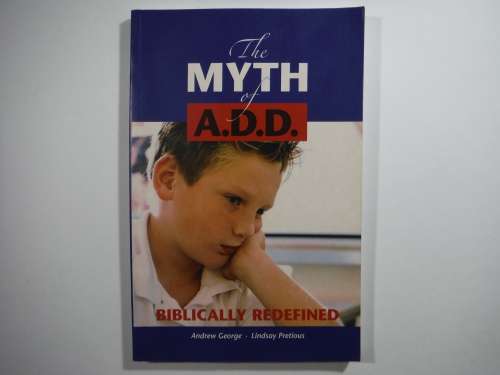 The
MYTH
of
A.D.D.
BIBLICALLY REDEFINED
Andrew George - Lindsay Pretious